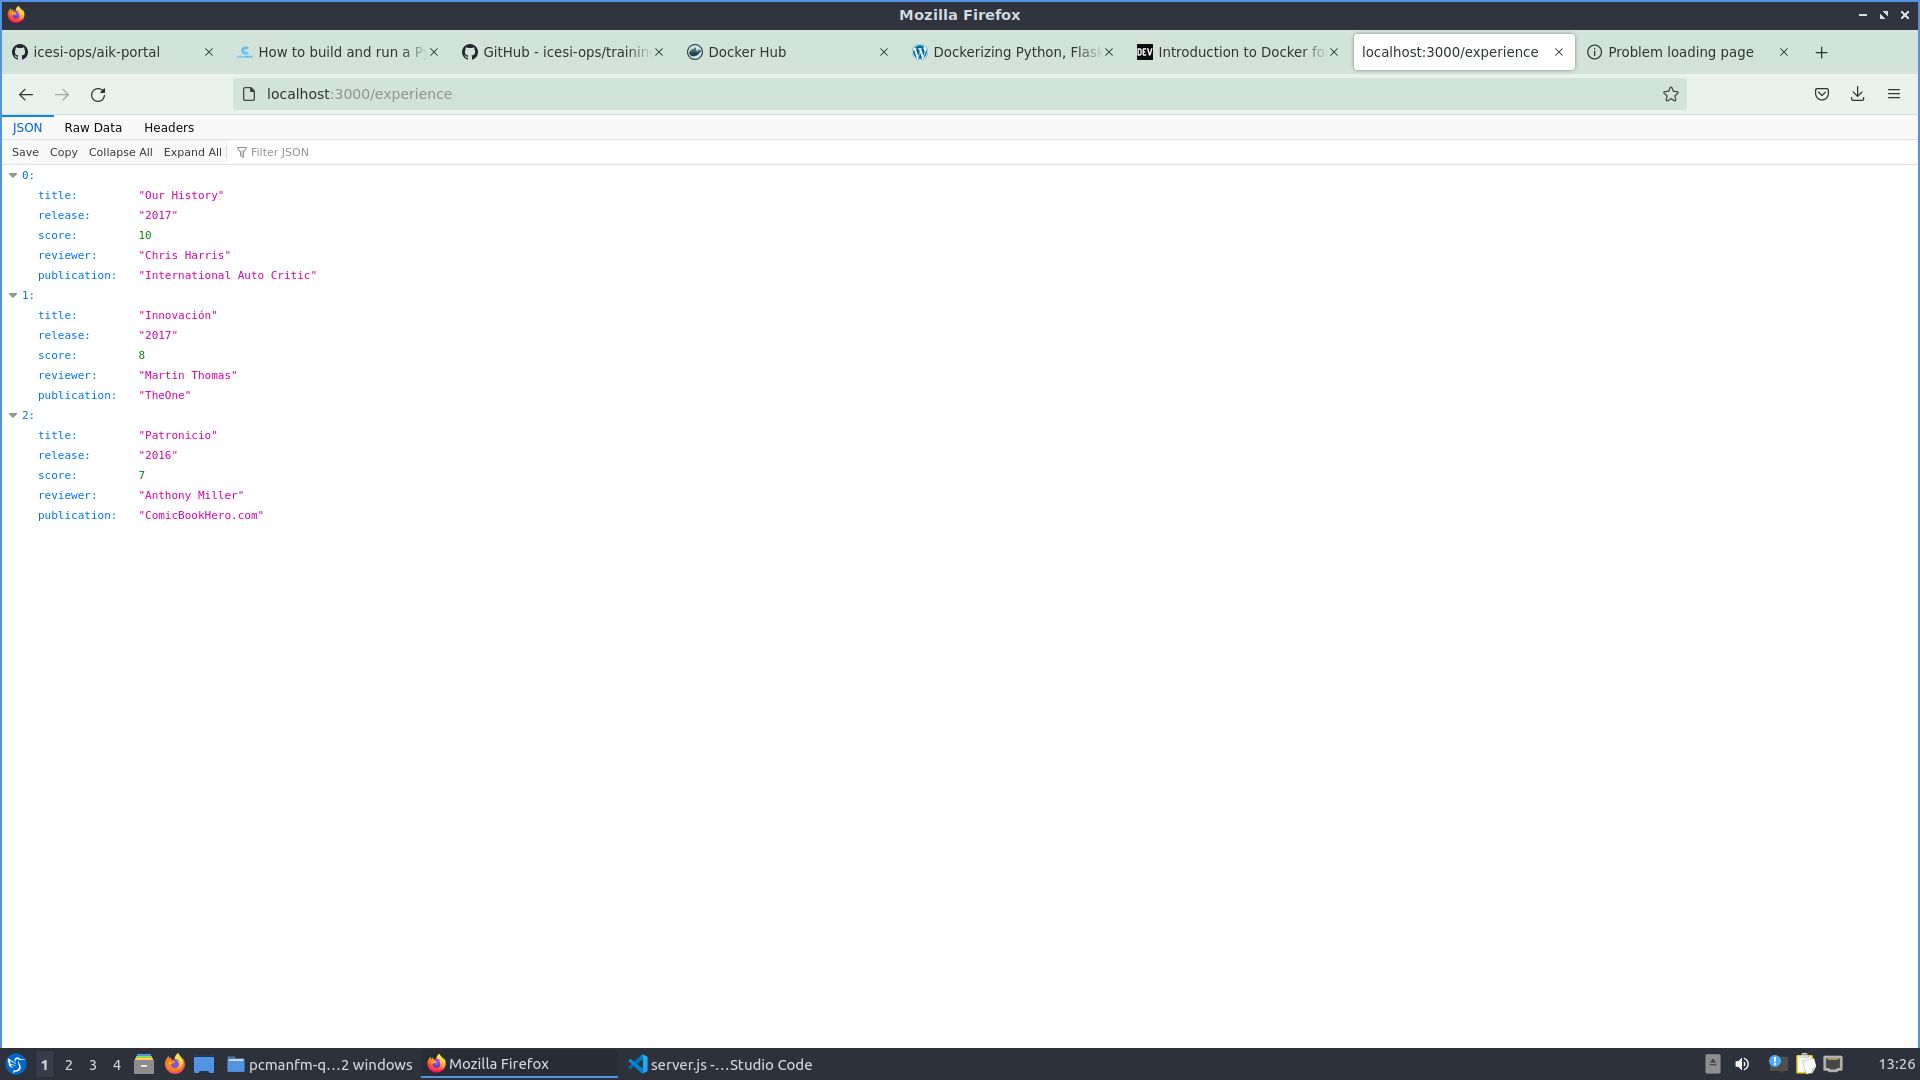 Mozilla Firefox
icesi-ops/aik-portal
How to build and run a Py
GitHub - icesi-ops/trainin
Docker Hub
Dockerizing Python, Flas
DEV
Introduction to Docker fo
localhost:3000/experience
Problem loading page
localhost:3000/experience
JSON Raw Data Headers
Save Copy Collapse All Expand All Filter JSON
0:
title: "Our History"
release: "2017"
score: 10
reviewer: "Chris Harris"
publication: "International Auto Critic"
1:
title: "Innovación"
release: "2017"
score: 8
reviewer: "Martin Thomas"
publication: "TheOne"
2:
title: "Patronicio"
release: "2016"
score: 7
reviewer: "Anthony Miller"
publication: "ComicBookHero.com"
1 2 3 4 pcmanfm-q...2 windows Mozilla Firefox server.js -...Studio Code 13:26